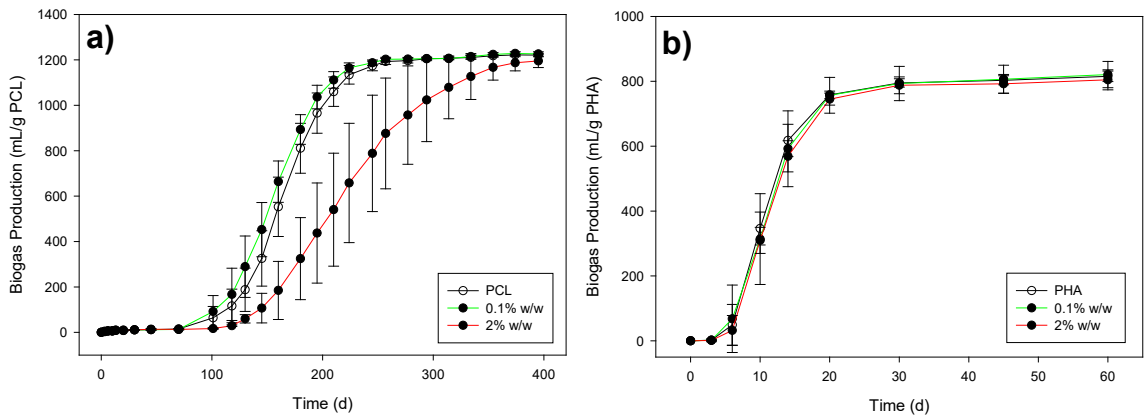 a)
Biogas Production (mL/g PCL)
1400
1200
1000
800
600
400
200
0
PCL
0.1% w/w
2% w/w
0 100 200 300 400
Time (d)
b)
Biogas Production (mL/g PHA)
1000
800
600
400
200
0
PHA
0.1% w/w
2% w/w
0 10 20 30 40 50 60
Time (d)